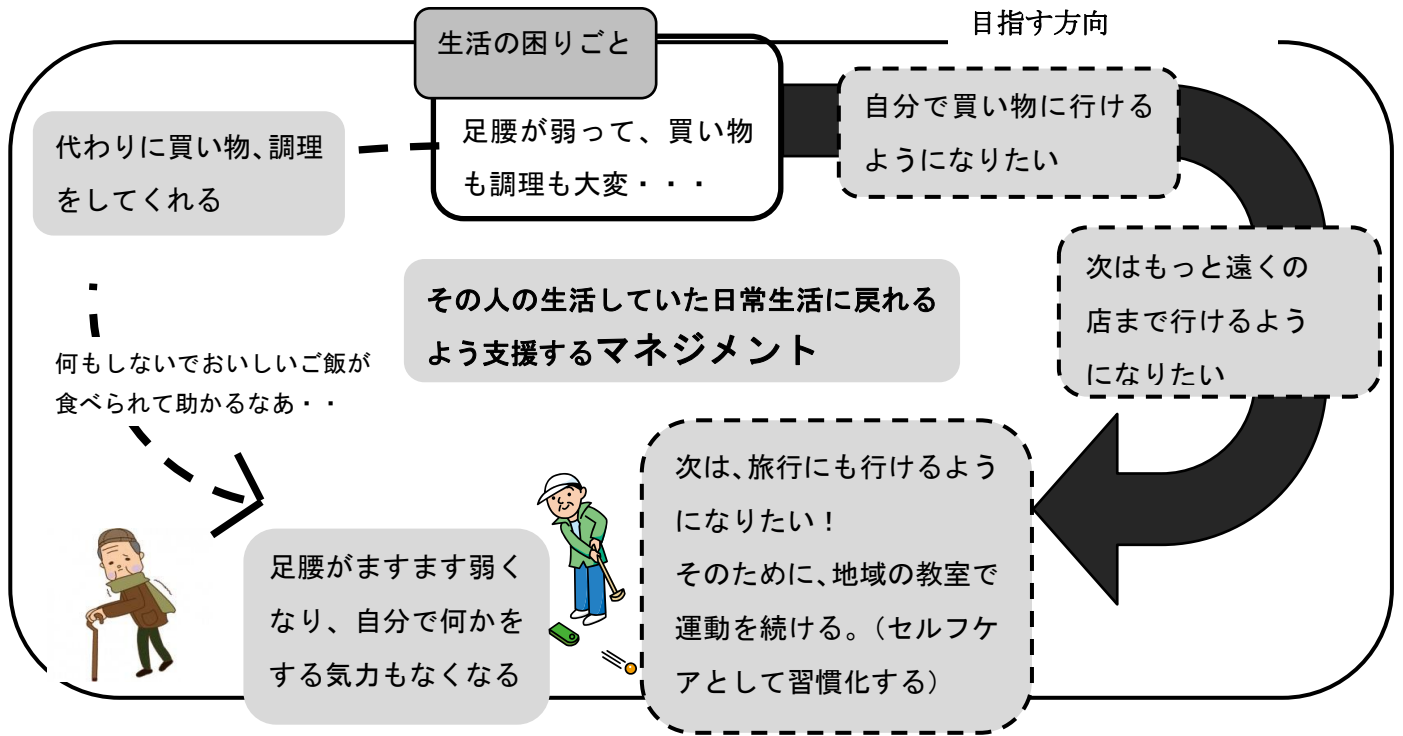 目指す方向
生活の困りごと
足腰が弱って、買い物
も調理も大変・・・
自分で買い物に行ける
ようになりたい
代わりに買い物、調理
をしてくれる
次はもっと遠くの
店まで行けるよう
になりたい
その人の生活していた日常生活に戻れる
よう支援するマネジメント
何もしないでおいしいご飯が
食べられて助かるなあ・・
足腰がますます弱く
なり、自分で何かを
する気力もなくなる
次は、旅行にも行けるよう
になりたい！
そのために、地域の教室で
運動を続ける。（セルフケ
アとして習慣化する）